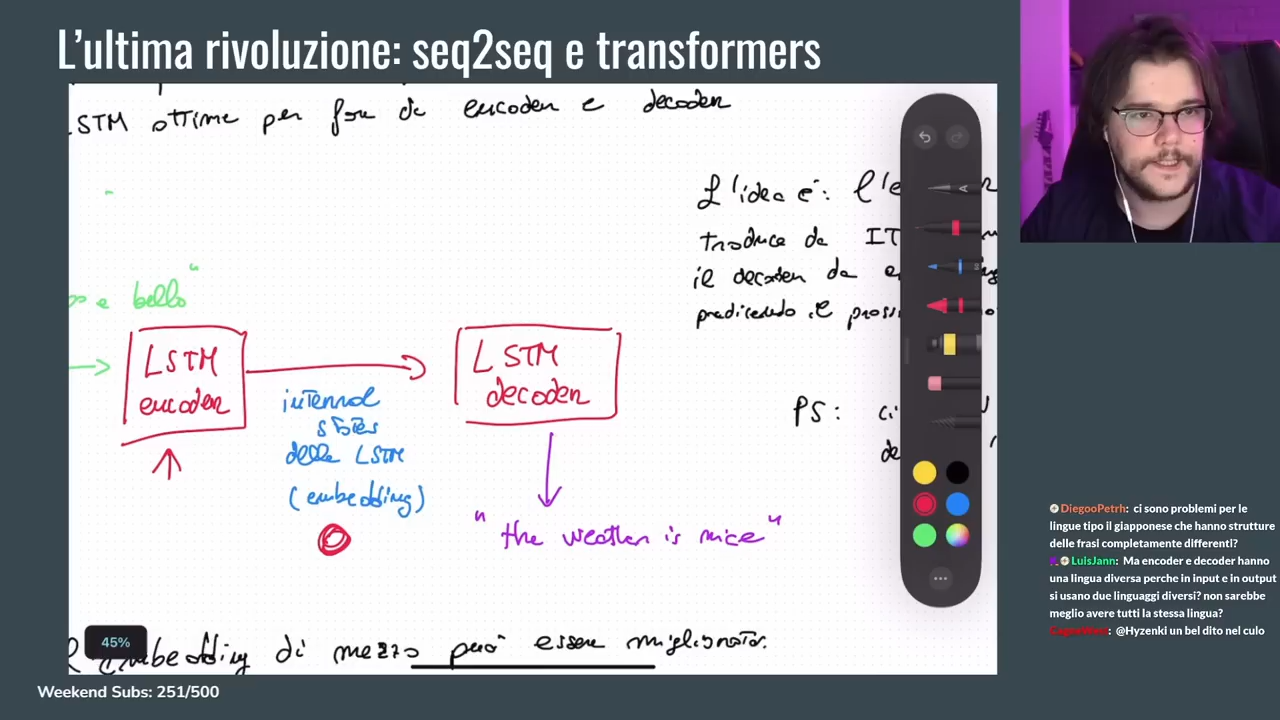 L'ultima rivoluzione: seq2seq e transformers
LSTM ottime per fare da encoder e decoder
L'idea è: l'e
traduce da IT
il decoder da
predicendo il pross
e bello"
LSTM
encoder
internal
states
delle LSTM
(embedding)
LSTM
decoder
"the weather is nice"
PS: ci
de
45%
embedding di mezzo può essere migliorato.
Weekend Subs: 251/500
DiegooPetrh: ci sono problemi per le
lingue tipo il giapponese che hanno strutture
delle frasi completamente differenti?
LuisJann: Ma encoder e decoder hanno
una lingua diversa perche in input e in output
si usano due linguaggi diversi? non sarebbe
meglio avere tutti la stessa lingua?
@Hyzenki un bel dito nel culo